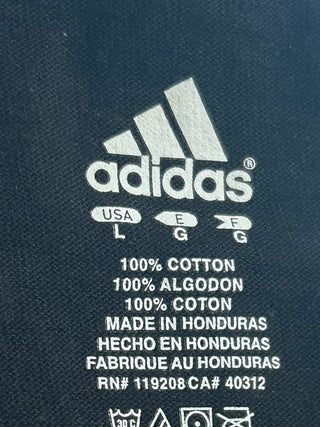 adidas®
USA E F
L G G
100% COTTON
100% ALGODON
100% COTON
MADE IN HONDURAS
HECHO EN HONDURAS
FABRIQUE AU HONDURAS
RN# 119208 CA# 40312
30 C